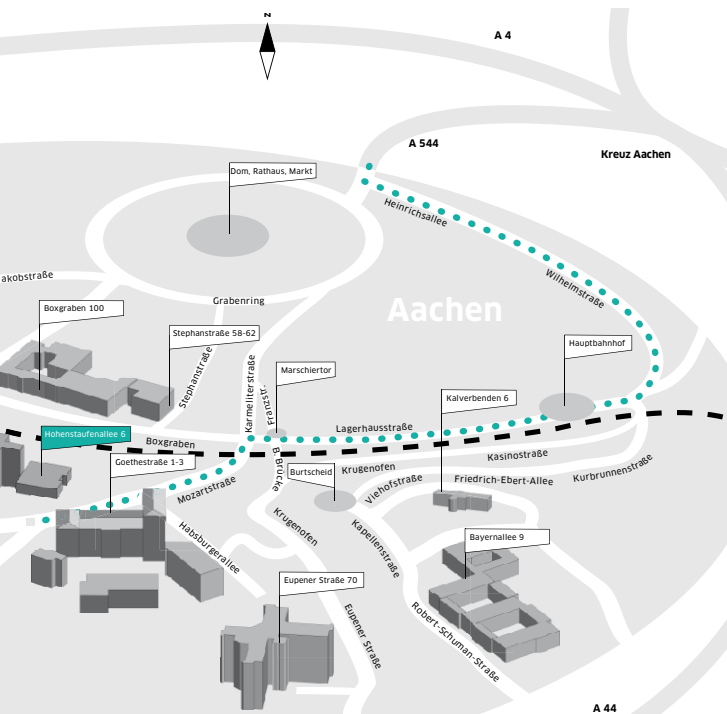 N
A 4
A 544
Kreuz Aachen
Dom, Rathaus, Markt
Heinrichsallee
akobstraße
Wilhelmstraße
Grabenring
Aachen
Boxgraben 100
Stephanstraße 58-62
Hauptbahnhof
Stephanstraße
Karmeliterstraße
Franzstr.
Marschiertor
Kalverbenden 6
Lagerhausstraße
Hohenstaufenallee 6
Boxgraben
Goethestraße 1-3
B. Brücke
Burtscheid
Krugenofen
Kasinostraße
Mozartstraße
Viehofstraße
Friedrich-Ebert-Allee
Kurbrunnenstraße
Habsburgerallee
Krugenofen
Kapellenstraße
Bayernallee 9
Eupener Straße 70
Eupener Straße
Robert-Schuman-Straße
A 44